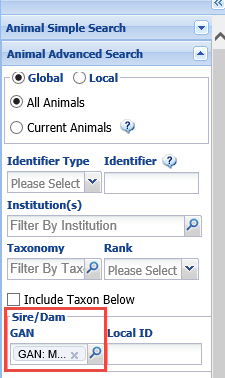 Animal Simple Search
Animal Advanced Search
Global Local
All Animals
Current Animals
Identifier Type Identifier
Please Select
Institution(s)
Filter By Institution
Taxonomy Rank
Filter By Tax Please Select
Include Taxon Below
Sire/Dam
GAN Local ID
GAN: M...